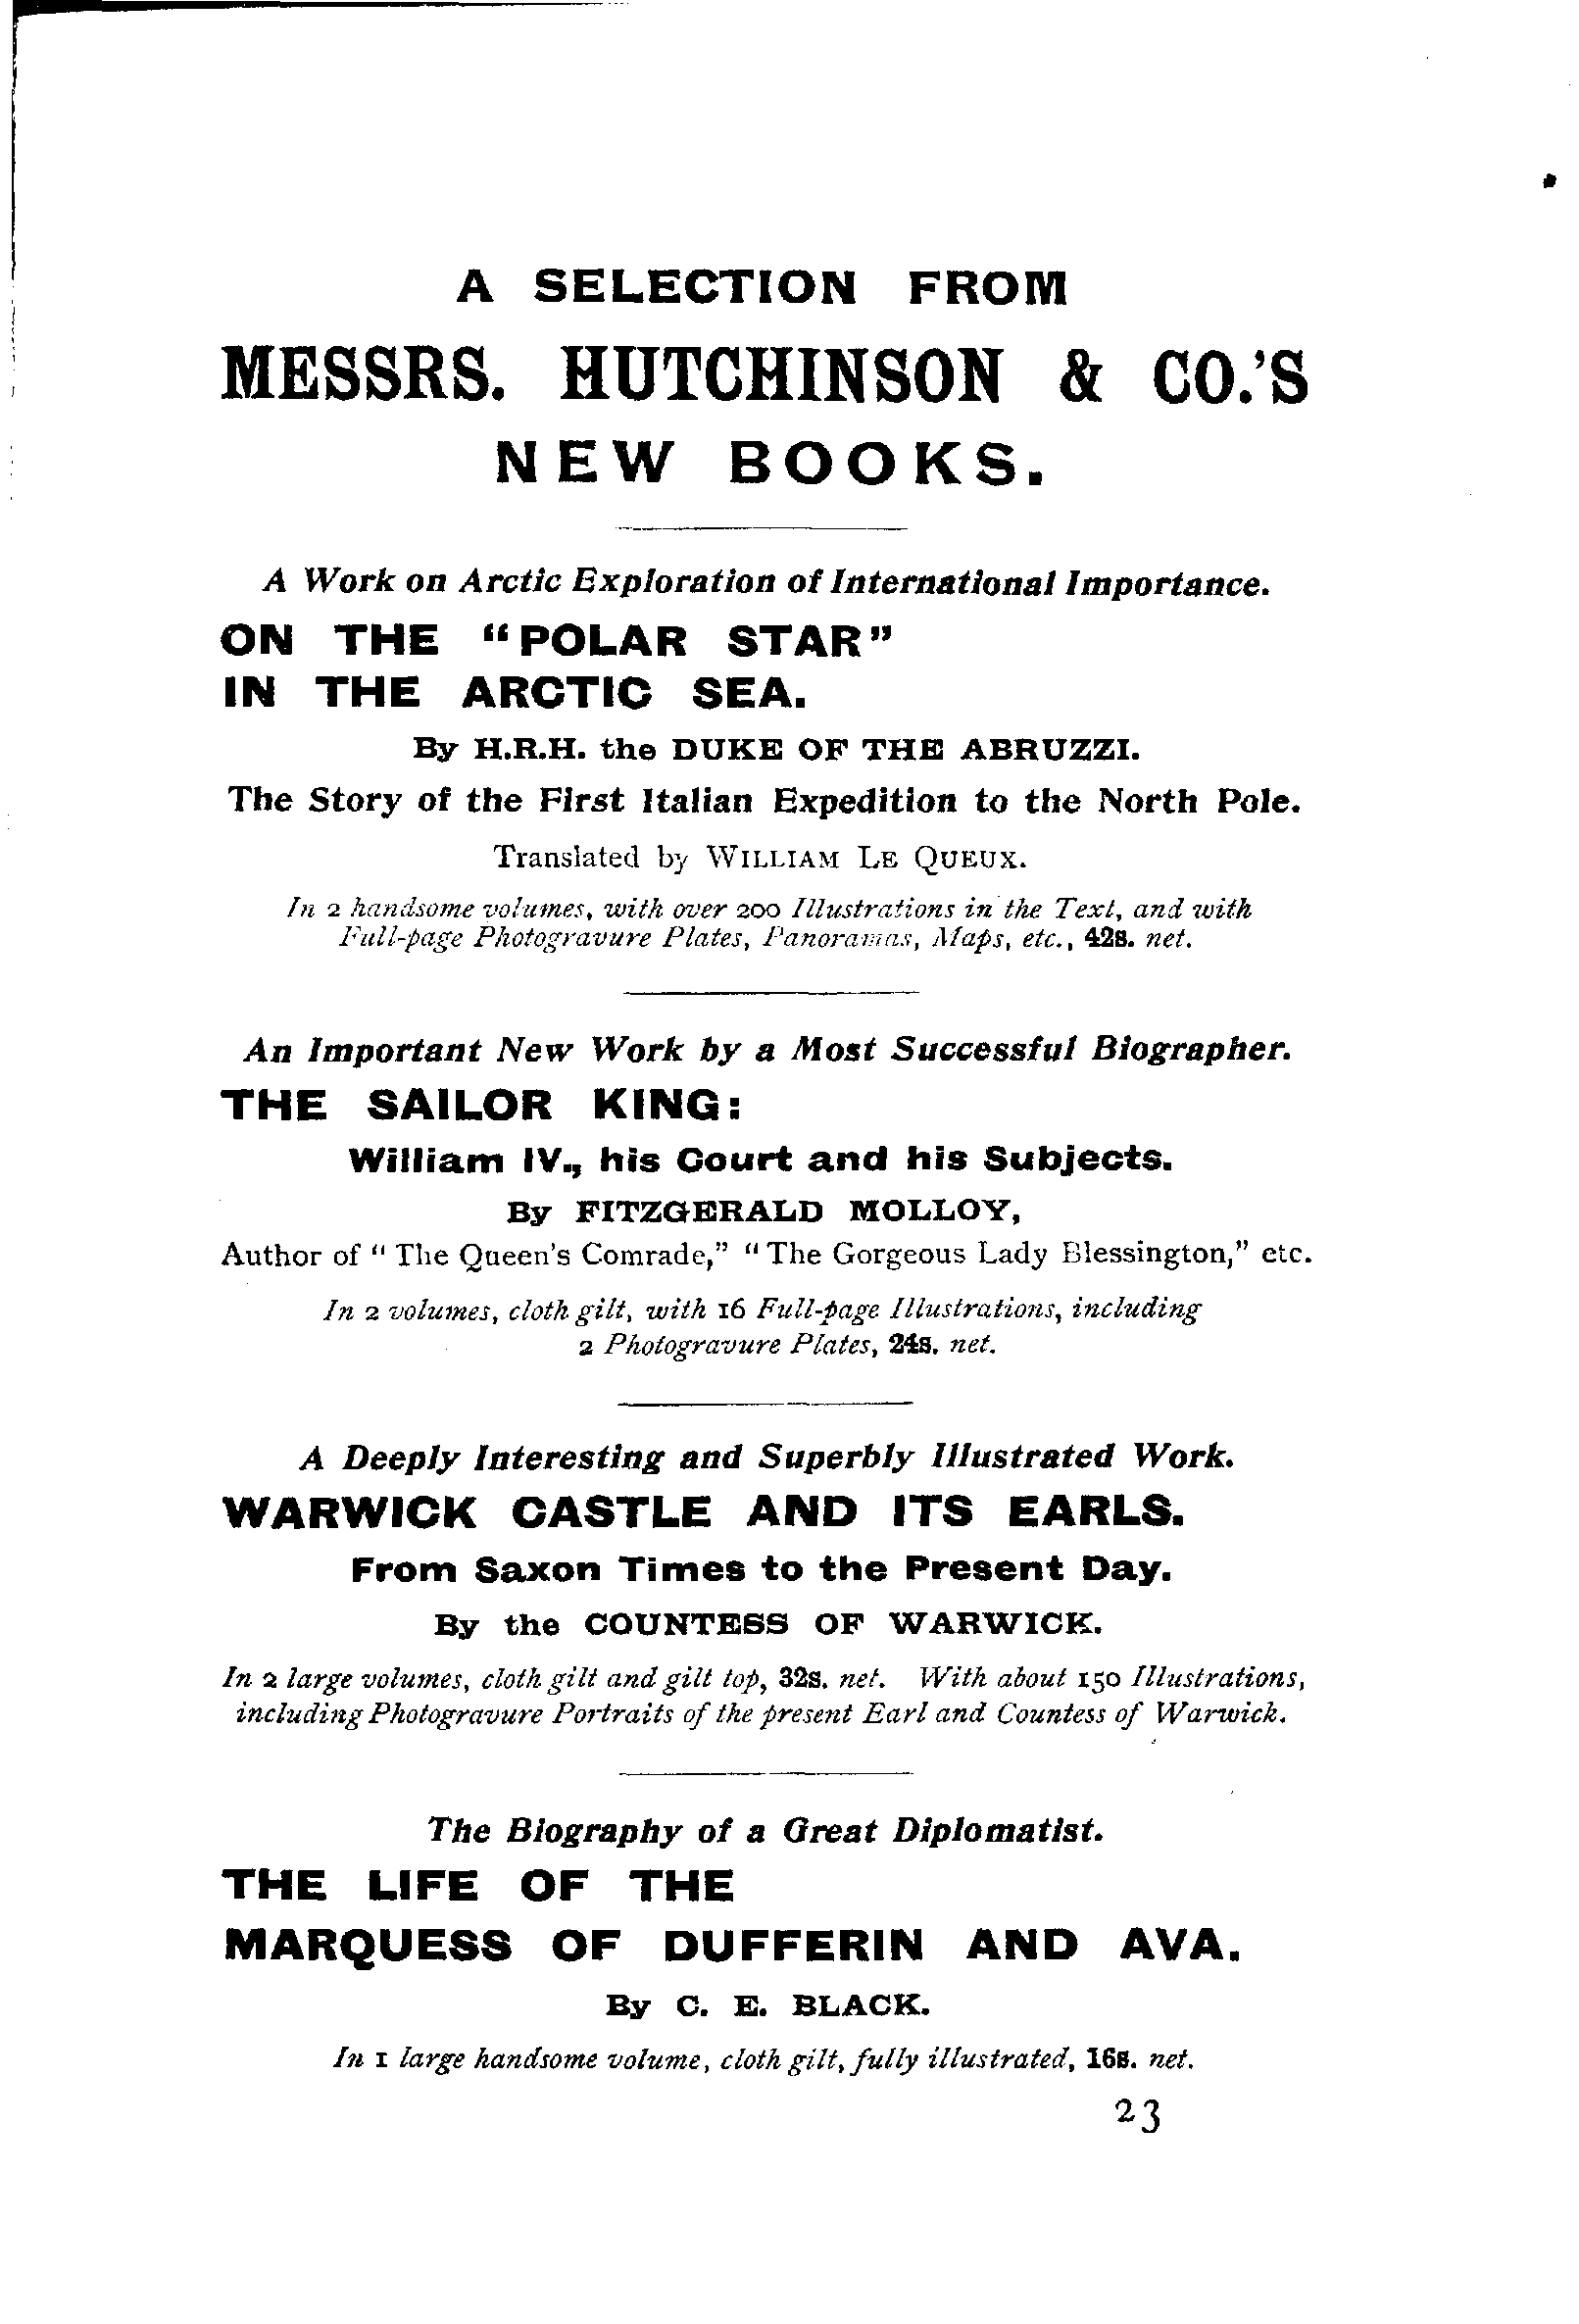 A SELECTION FROM
MESSRS. HUTCHINSON & CO.'S
NEW BOOKS.
A Work on Arctic Exploration of International Importance.
ON THE "POLAR STAR"
IN THE ARCTIC SEA.
By H.R.H. the DUKE OF THE ABRUZZI.
The Story of the First Italian Expedition to the North Pole.
Translated by WILLIAM LE QUEUX.
In 2 handsome volumes, with over 200 Illustrations in the Text, and with
Full-page Photogravure Plates, Panoramas, Maps, etc., 42s. net.
An Important New Work by a Most Successful Biographer.
THE SAILOR KING:
William IV., his Court and his Subjects.
By FITZGERALD MOLLOY,
Author of "The Queen's Comrade," "The Gorgeous Lady Blessington," etc.
In 2 volumes, cloth gilt, with 16 Full-page Illustrations, including
2 Photogravure Plates, 24s. net.
A Deeply Interesting and Superbly Illustrated Work.
WARWICK CASTLE AND ITS EARLS.
From Saxon Times to the Present Day.
By the COUNTESS OF WARWICK.
In 2 large volumes, cloth gilt and gilt top, 32s. net. With about 150 Illustrations,
including Photogravure Portraits of the present Earl and Countess of Warwick.
The Biography of a Great Diplomatist.
THE LIFE OF THE
MARQUESS OF DUFFERIN AND AVA.
By C. E. BLACK.
In 1 large handsome volume, cloth gilt, fully illustrated, 16s. net.
23